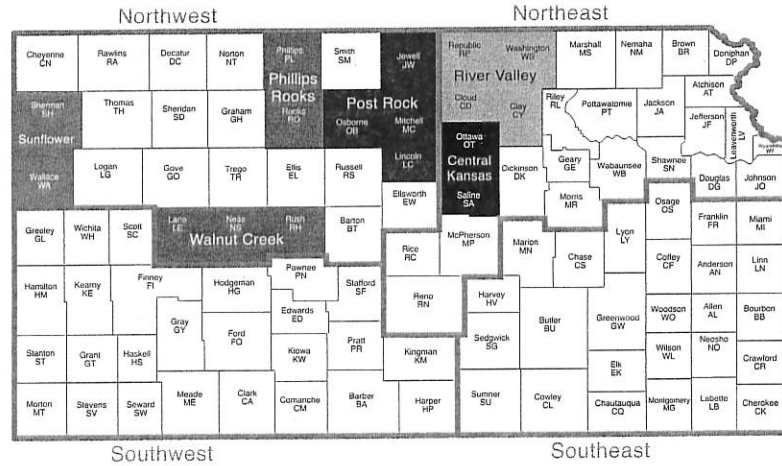 Northwest
Northeast
Cheyenne
CN
Rawlins
RA
Decatur
DC
Norton
NT
Phillips
PL
Smith
SM
Jewell
JW
Republic
RP
Washington
WS
Marshall
MS
Nemaha
NM
Brown
BR
Doniphan
DP
Phillips
Rooks
Rooks
RO
Post Rock
Osborne
OB
Mitchell
MC
Lincoln
LC
River Valley
Cloud
CD
Clay
CY
Riley
RL
Pottawatomie
PT
Jackson
JA
Atchison
AT
Jefferson
JF
Leavenworth
LV
Sherman
SH
Sunflower
Wallace
WA
Thomas
TH
Sheridan
SD
Graham
GH
Ottawa
OT
Central
Kansas
Saline
SA
Logan
LG
Gove
GO
Trego
TR
Ellis
EL
Russell
RS
Ellsworth
EW
Dickinson
DK
Geary
GE
Wabaunsee
WB
Shawnee
SN
Douglas
DG
Johnson
JO
Morris
MR
Osage
OS
Franklin
FR
Miami
MI
Greeley
GL
Wichita
WH
Scott
SC
Lane
LE
Ness
NS
Rush
RH
Walnut Creek
Barton
BT
Rice
RC
McPherson
MP
Marion
MN
Chase
CS
Lyon
LY
Coffey
CF
Anderson
AN
Linn
LN
Hamilton
HM
Kearny
KE
Finney
FI
Hodgeman
HG
Pawnee
PN
Stafford
SF
Edwards
ED
Reno
RN
Harvey
HV
Butler
BU
Greenwood
GW
Woodson
WO
Allen
AL
Bourbon
BB
Gray
GY
Ford
FO
Kiowa
KW
Pratt
PR
Kingman
KM
Sedgwick
SG
Elk
EK
Wilson
WL
Neosho
NO
Crawford
CR
Stanton
ST
Grant
GT
Haskell
HS
Morton
MT
Stevens
SV
Seward
SW
Meade
ME
Clark
CA
Comanche
CM
Barber
BA
Harper
HP
Sumner
SU
Cowley
CL
Chautauqua
CQ
Montgomery
MG
Labette
LB
Cherokee
CK
Southwest
Southeast